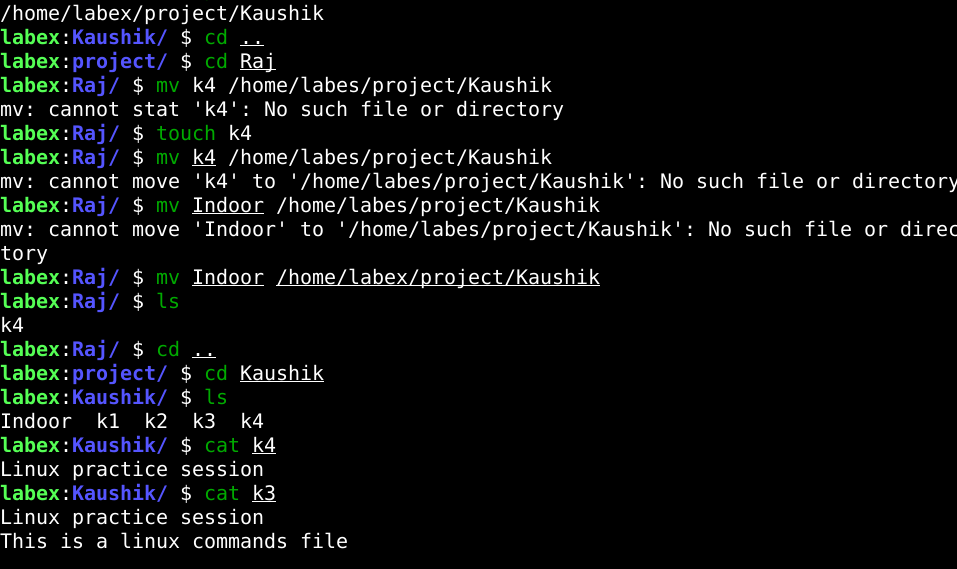 /home/labex/project/Kaushik
labex:Kaushik/ $ cd ..
labex:project/ $ cd Raj
labex:Raj/ $ mv k4 /home/labes/project/Kaushik
mv: cannot stat 'k4': No such file or directory
labex:Raj/ $ touch k4
labex:Raj/ $ mv k4 /home/labes/project/Kaushik
mv: cannot move 'k4' to '/home/labes/project/Kaushik': No such file or directory
labex:Raj/ $ mv Indoor /home/labes/project/Kaushik
mv: cannot move 'Indoor' to '/home/labes/project/Kaushik': No such file or direc
tory
labex:Raj/ $ mv Indoor /home/labex/project/Kaushik
labex:Raj/ $ ls
k4
labex:Raj/ $ cd ..
labex:project/ $ cd Kaushik
labex:Kaushik/ $ ls
Indoor  k1  k2  k3  k4
labex:Kaushik/ $ cat k4
Linux practice session
labex:Kaushik/ $ cat k3
Linux practice session
This is a linux commands file